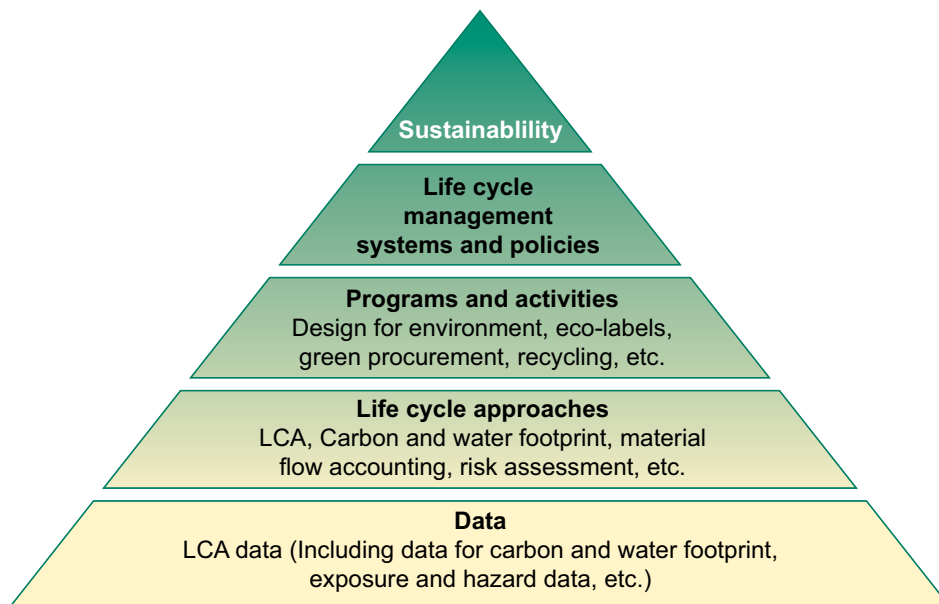 Sustainablility
Life cycle
management
systems and policies
Programs and activities
Design for environment, eco-labels,
green procurement, recycling, etc.
Life cycle approaches
LCA, Carbon and water footprint, material
flow accounting, risk assessment, etc.
Data
LCA data (Including data for carbon and water footprint,
exposure and hazard data, etc.)